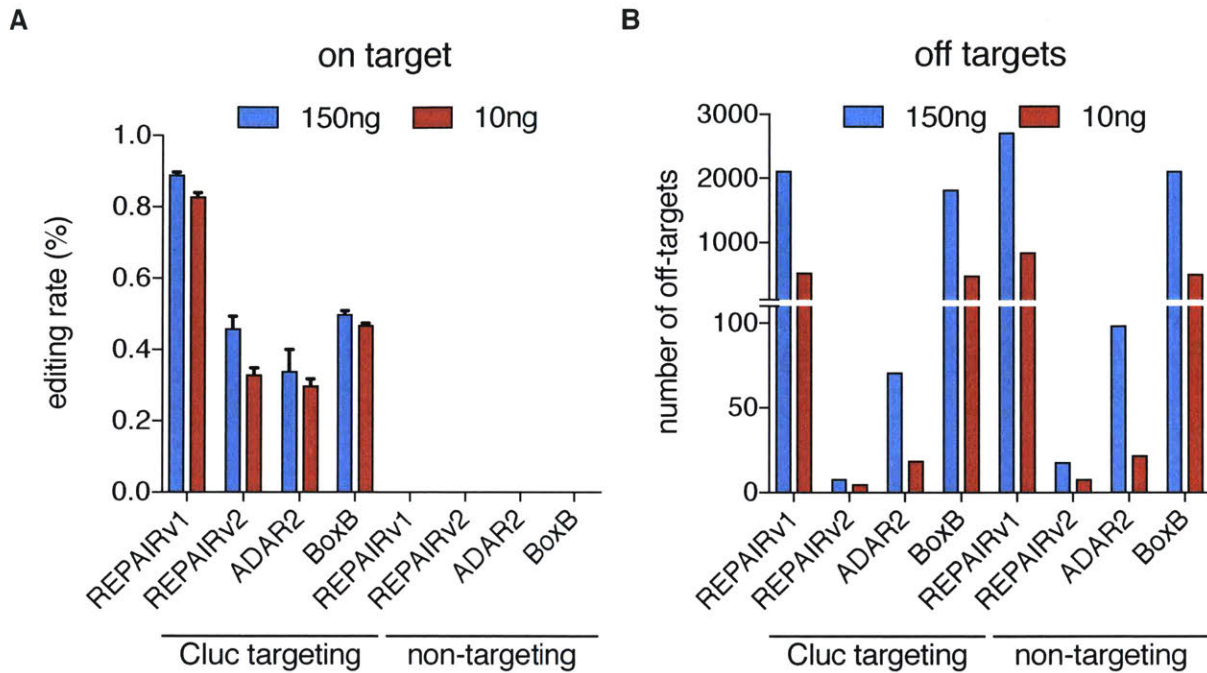 A
on target
150ng 10ng
editing rate (%)
1.0
0.8
0.6
0.4
0.2
0.0
REPAIRv1
REPAIRv2
ADAR2
BoxB
REPAIRv1
REPAIRv2
ADAR2
BoxB
Cluc targeting
non-targeting
B
off targets
150ng 10ng
number of off-targets
3000
2000
1000
100
50
0
REPAIRv1
REPAIRv2
ADAR2
BoxB
REPAIRv1
REPAIRv2
ADAR2
BoxB
Cluc targeting
non-targeting